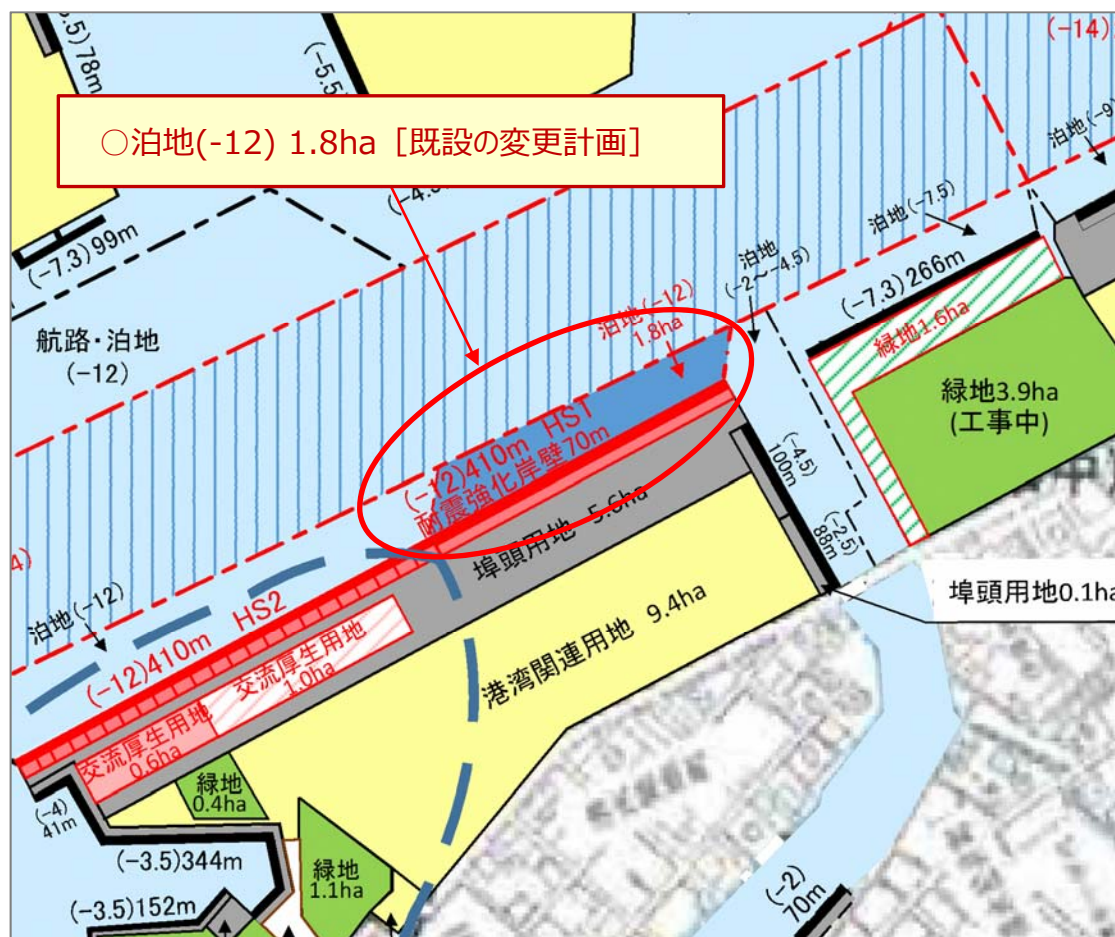 .5)78m
(-5.5
(-14)
○泊地(-12) 1.8ha［既設の変更計画］
泊地(-9
(-7.3)99m
泊地
(-2～-4.5)
泊地(-7.5)
(-7.3)266m
航路・泊地
(-12)
泊地(-12)
1.8ha
緑地1.6ha
緑地3.9ha
(工事中)
(-12)410m HS1
耐震強化岸壁70m
(-4.5)
100m
(-2.5)
88m
埠頭用地 5.6ha
4)
泊地(-12)
(-12)410m HS2
埠頭用地0.1ha
交流厚生用地
1.0ha
港湾関連用地 9.4ha
交流厚生用地
0.6ha
緑地
0.4ha
(-4)
41m
(-3.5)344m
緑地
1.1ha
(-3.5)152m
(-2)
70m